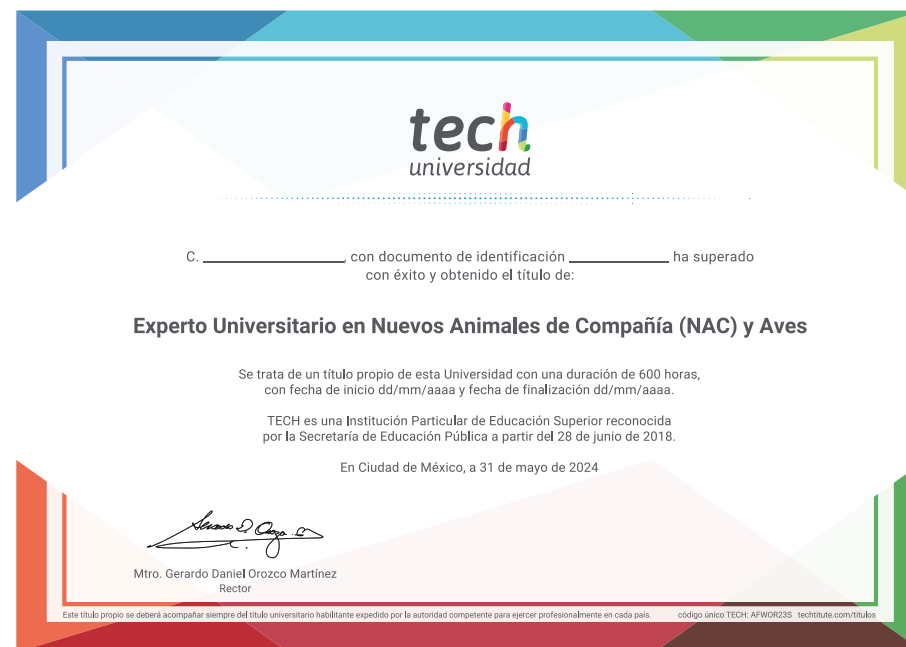 tech
universidad
C. ____________, con documento de identificación ____________ ha superado
con éxito y obtenido el título de:
Experto Universitario en Nuevos Animales de Compañía (NAC) y Aves
Se trata de un título propio de esta Universidad con una duración de 600 horas,
con fecha de inicio dd/mm/aaaa y fecha de finalización dd/mm/aaaa.
TECH es una Institución Particular de Educación Superior reconocida
por la Secretaría de Educación Pública a partir del 28 de junio de 2018.
En Ciudad de México, a 31 de mayo de 2024
Mtro. Gerardo Daniel Orozco Martínez
Rector
Este título propio se deberá acompañar siempre del título universitario habilitante expedido por la autoridad competente para ejercer profesionalmente en cada país. código único TECH: AFWOR23S techtitute.com/titulos